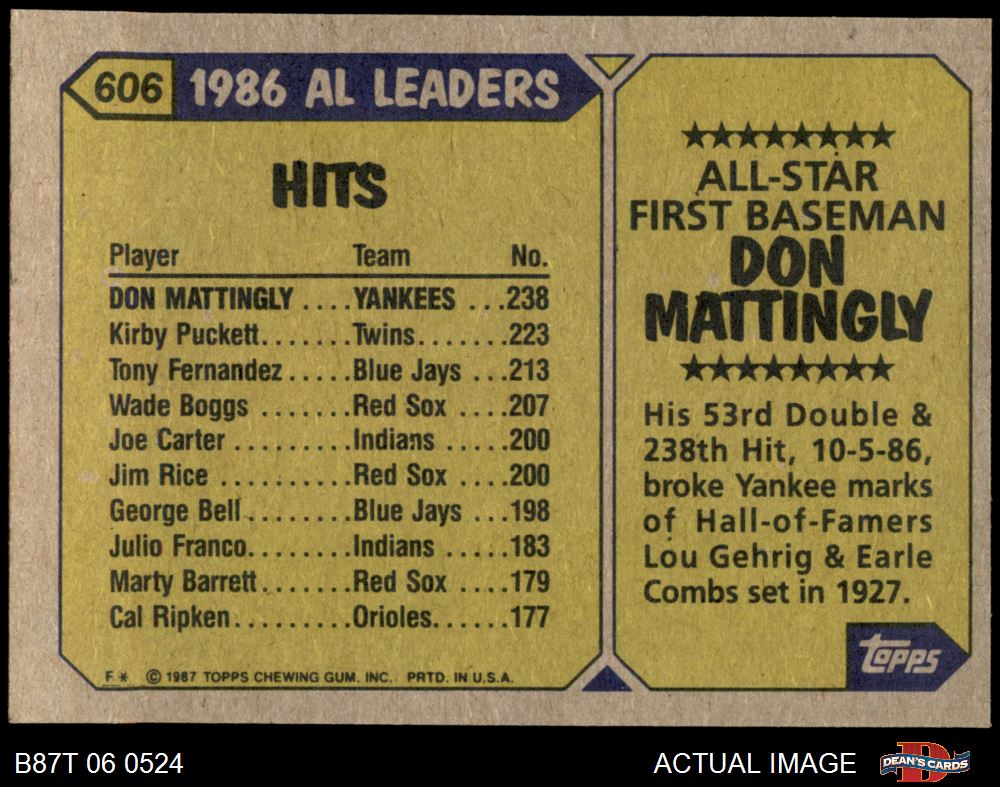 606 1986 AL LEADERS
HITS
Player Team No.
DON MATTINGLY ....YANKEES ...238
Kirby Puckett.......Twins.......223
Tony Fernandez.....Blue Jays ...213
Wade Boggs .......Red Sox ....207
Joe Carter .........Indians .....200
Jim Rice ..........Red Sox ....200
George Bell........Blue Jays ...198
Julio Franco........Indians .....183
Marty Barrett.......Red Sox ....179
Cal Ripken.........Orioles......177
F * © 1987 TOPPS CHEWING GUM. INC. PRTD. IN U.S.A.
ALL-STAR
FIRST BASEMAN
DON
MATTINGLY
His 53rd Double &
238th Hit, 10-5-86,
broke Yankee marks
of Hall-of-Famers
Lou Gehrig & Earle
Combs set in 1927.
topps
B87T 06 0524 ACTUAL IMAGE DEAN'S CARDS